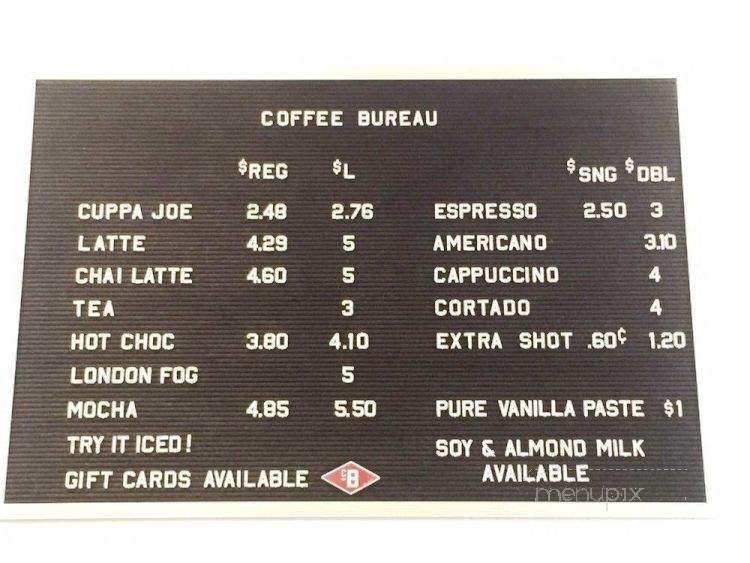 COFFEE BUREAU
$REG $L
CUPPA JOE 2.48 2.76
LATTE 4.29 5
CHAI LATTE 4.60 5
TEA 3
HOT CHOC 3.80 4.10
LONDON FOG 5
MOCHA 4.85 5.50
TRY IT ICED!
GIFT CARDS AVAILABLE CB
$SNG $DBL
ESPRESSO 2.50 3
AMERICANO 3.10
CAPPUCCINO 4
CORTADO 4
EXTRA SHOT .60¢ 1.20
PURE VANILLA PASTE $1
SOY & ALMOND MILK
AVAILABLE
menupix